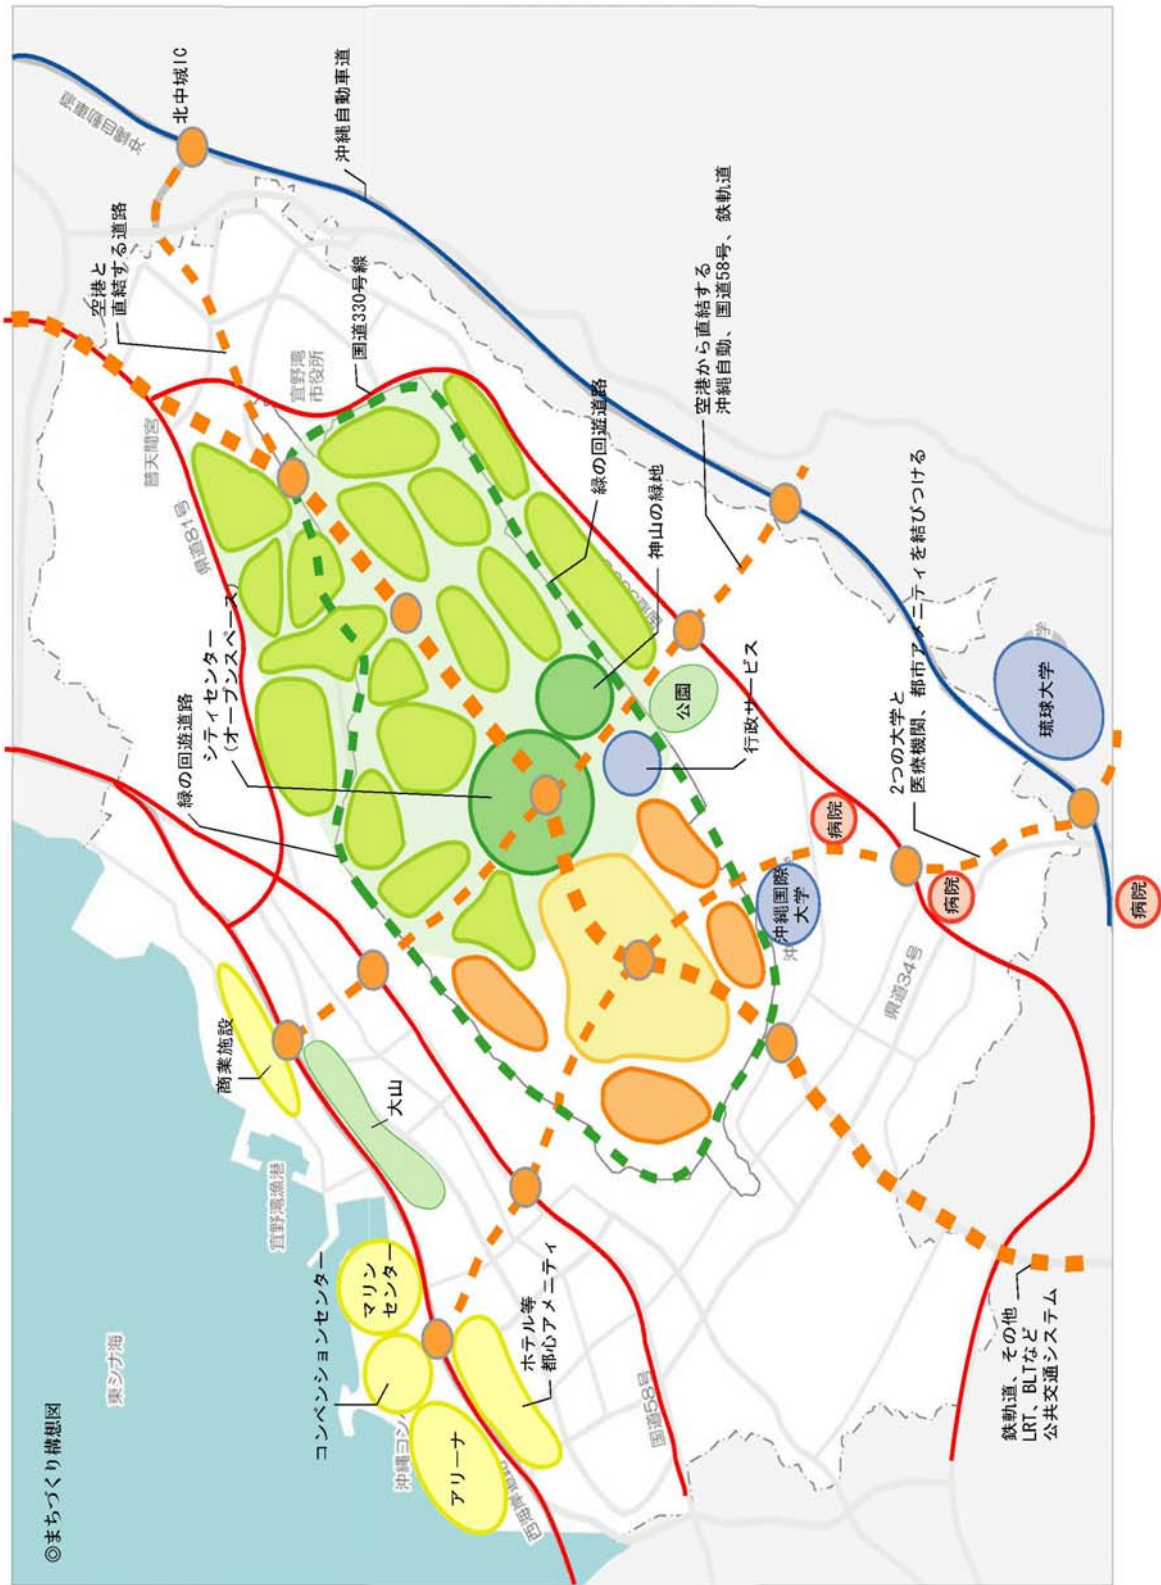 ◎まちづくり構想図
東シナ海
宜野湾漁港
商業施設
大山
コンベンションセンター
マリン
センター
沖縄コン
アリーナ
ホテル等
都心アメニティ
国道58号
緑の回遊道路
シティセンター
（オープンスペース）
県道81号
普天間宮
空港と
直結する道路
北中城IC
沖縄自動車道
沖縄自動車道
宜野湾
市役所
国道330号線
緑の回遊道路
神山の緑地
空港から直結する
沖縄自動、国道58号、鉄軌道
公園
行政サービス
2つの大学と
医療機関、都市アメニティを結びつける
病院
沖縄国際
大学
病院
琉球大学
学
病院
県道34号
鉄軌道、その他
LRT、BLTなど
公共交通システム